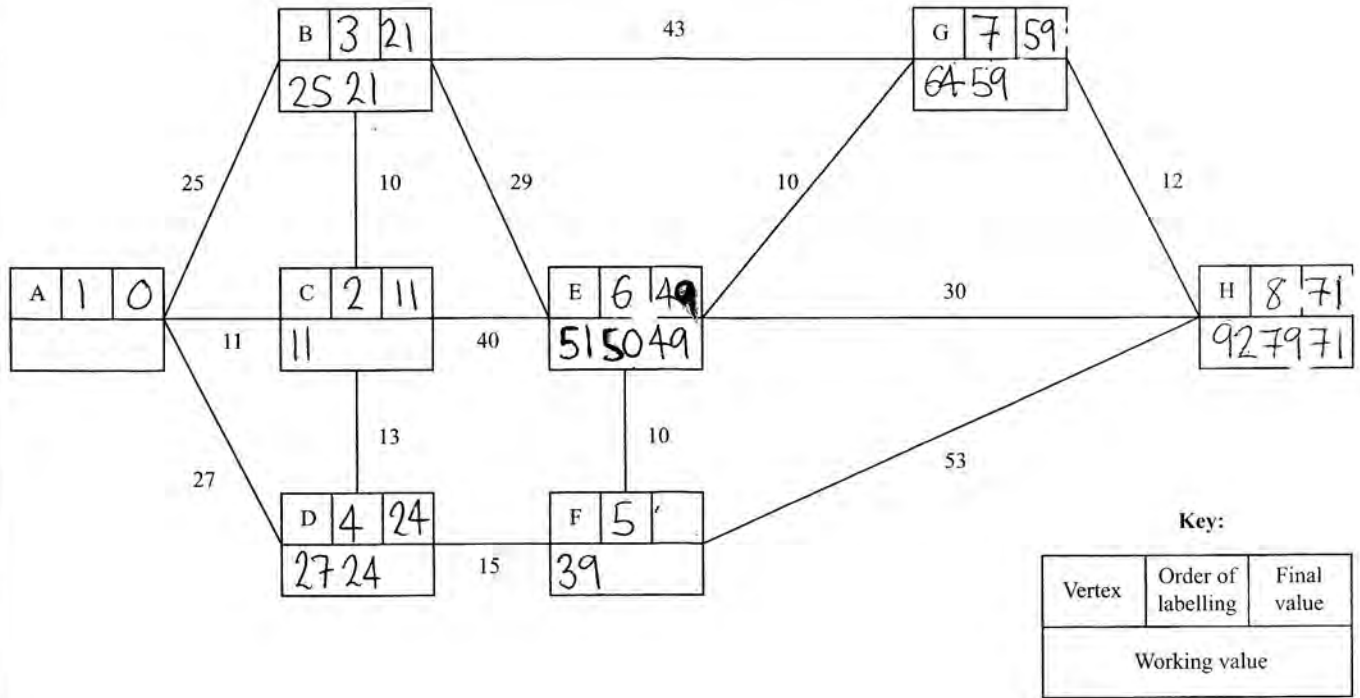 B 3 21
25 21
43
G 7 59
64 59
25
10
29
10
12
A 1 0
C 2 11
11
E 6 49
51 50 49
H 8 71
92 79 71
11
40
30
13
10
27
53
D 4 24
27 24
F 5
39
15
Key:
Vertex
Order of
labelling
Final
value
Working value